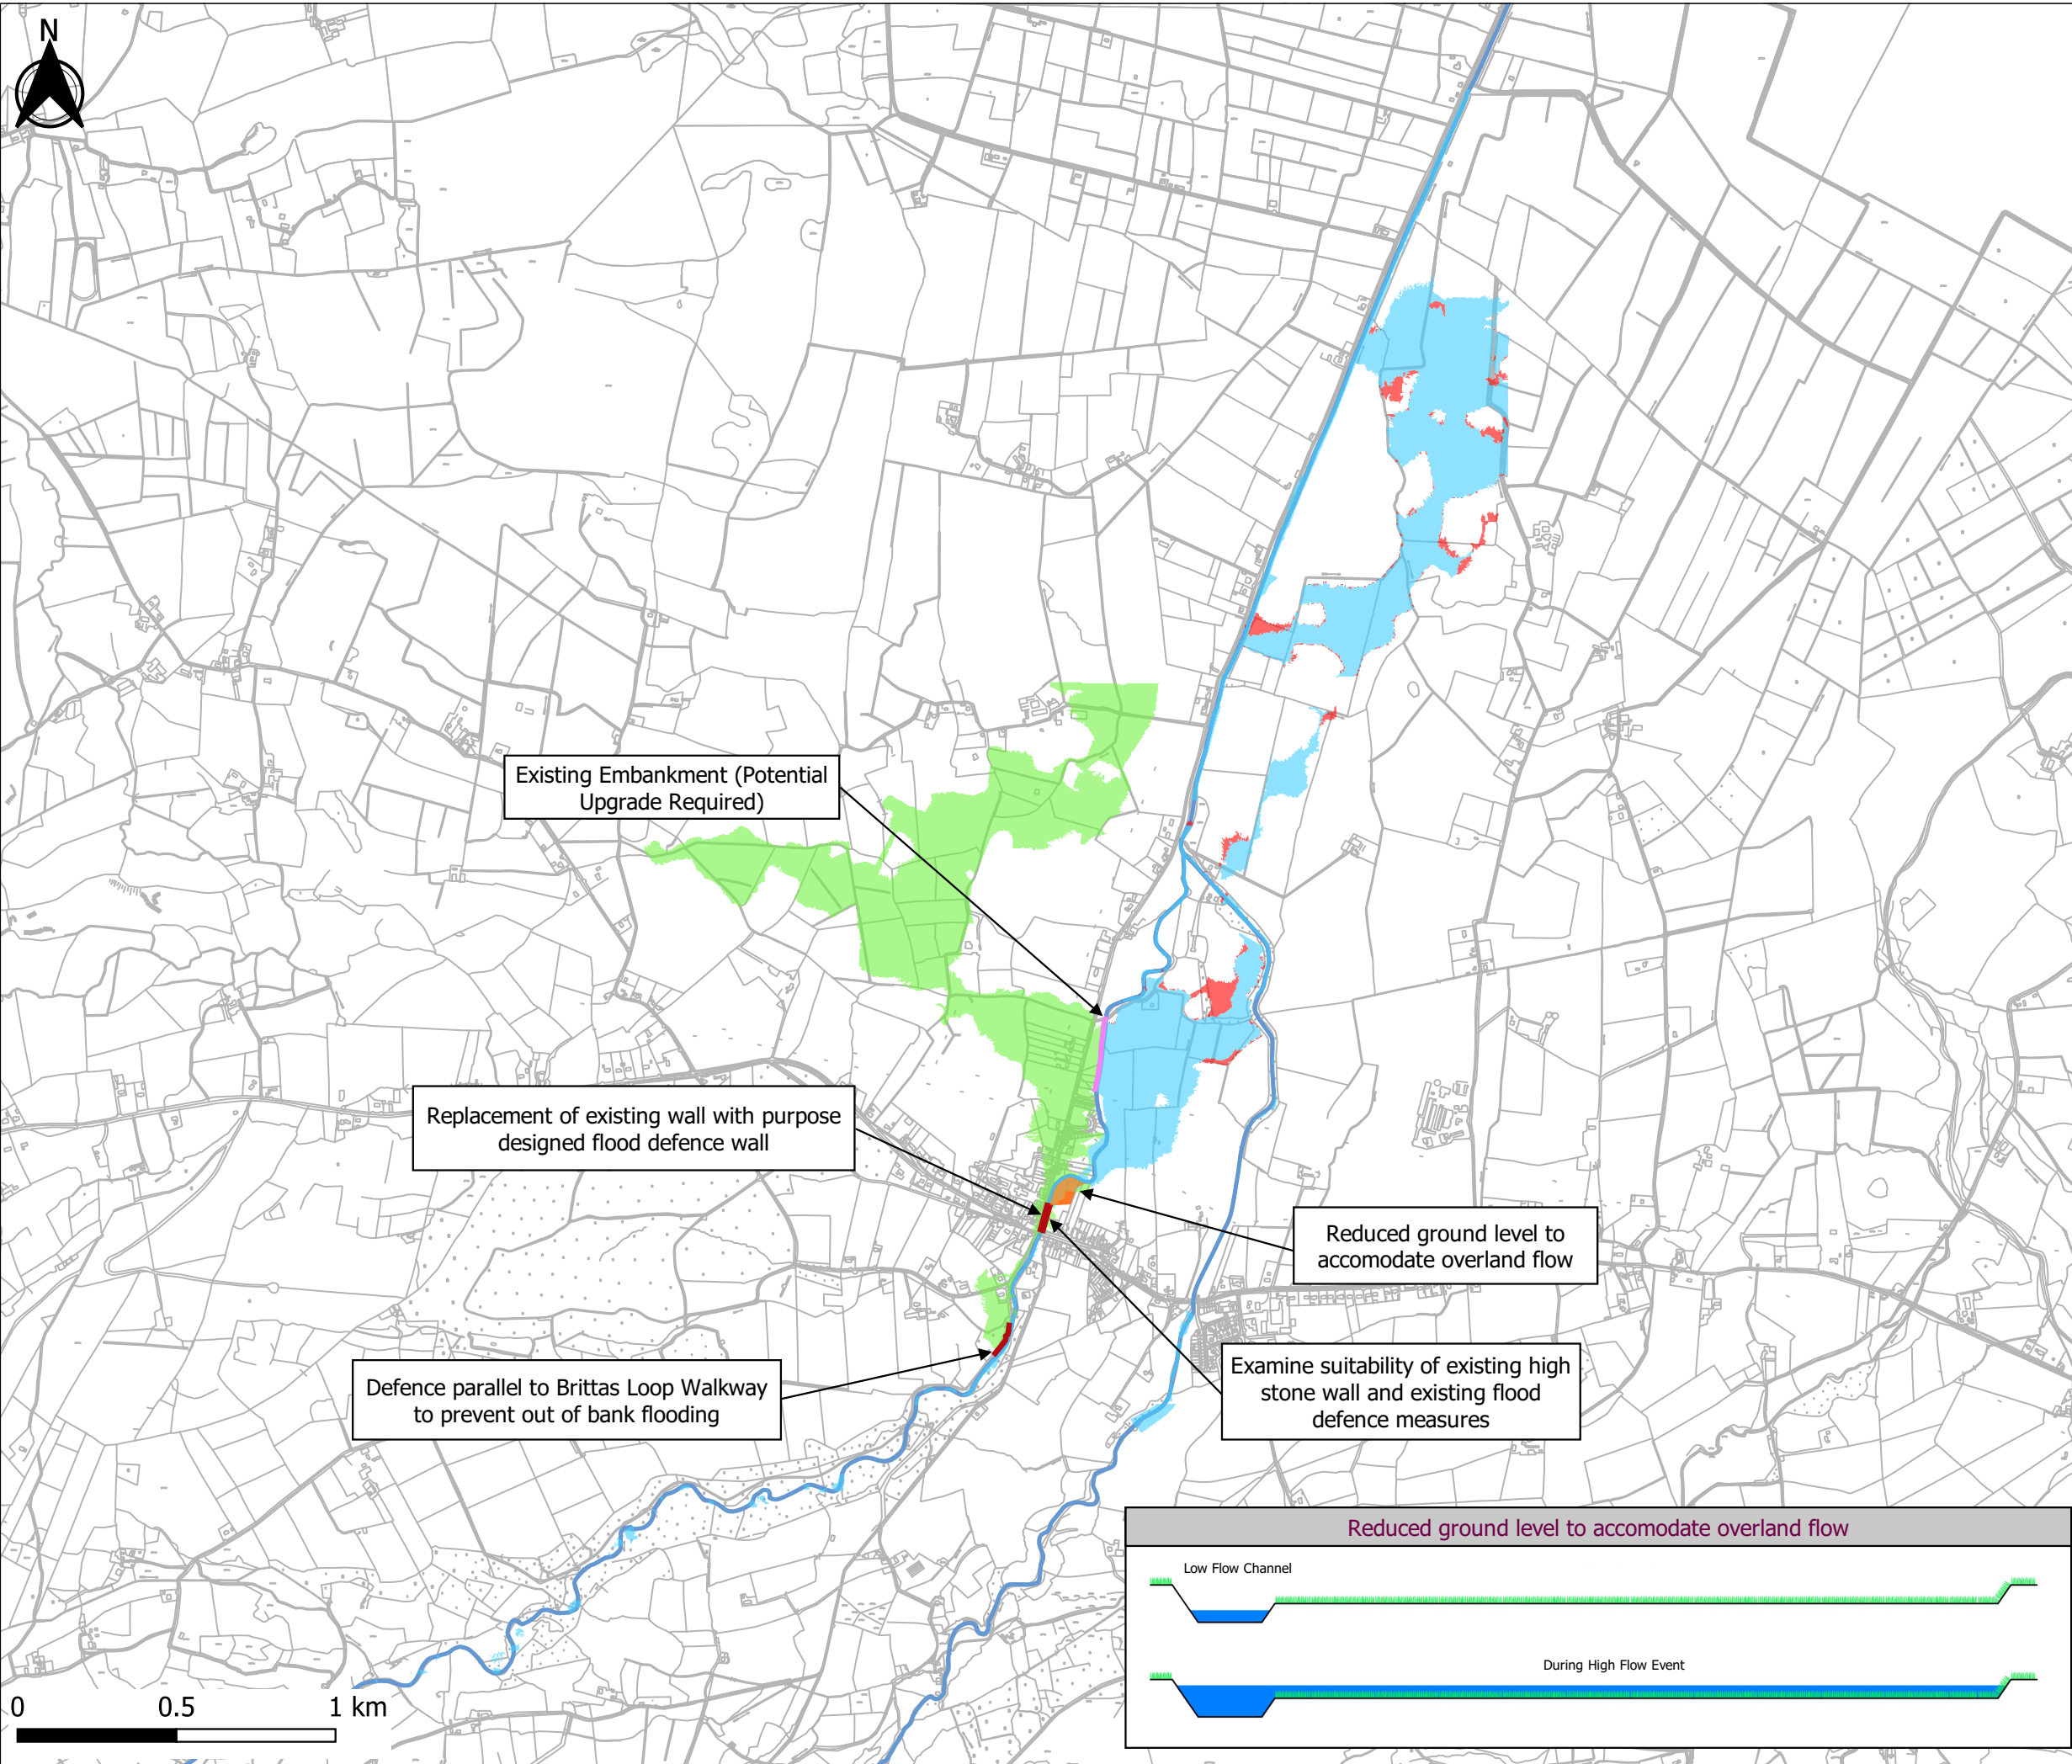 N
Existing Embankment (Potential
Upgrade Required)
Replacement of existing wall with purpose
designed flood defence wall
Reduced ground level to
accomodate overland flow
Examine suitability of existing high
stone wall and existing flood
defence measures
Defence parallel to Brittas Loop Walkway
to prevent out of bank flooding
Reduced ground level to accomodate overland flow
Low Flow Channel
During High Flow Event
0 0.5 1 km